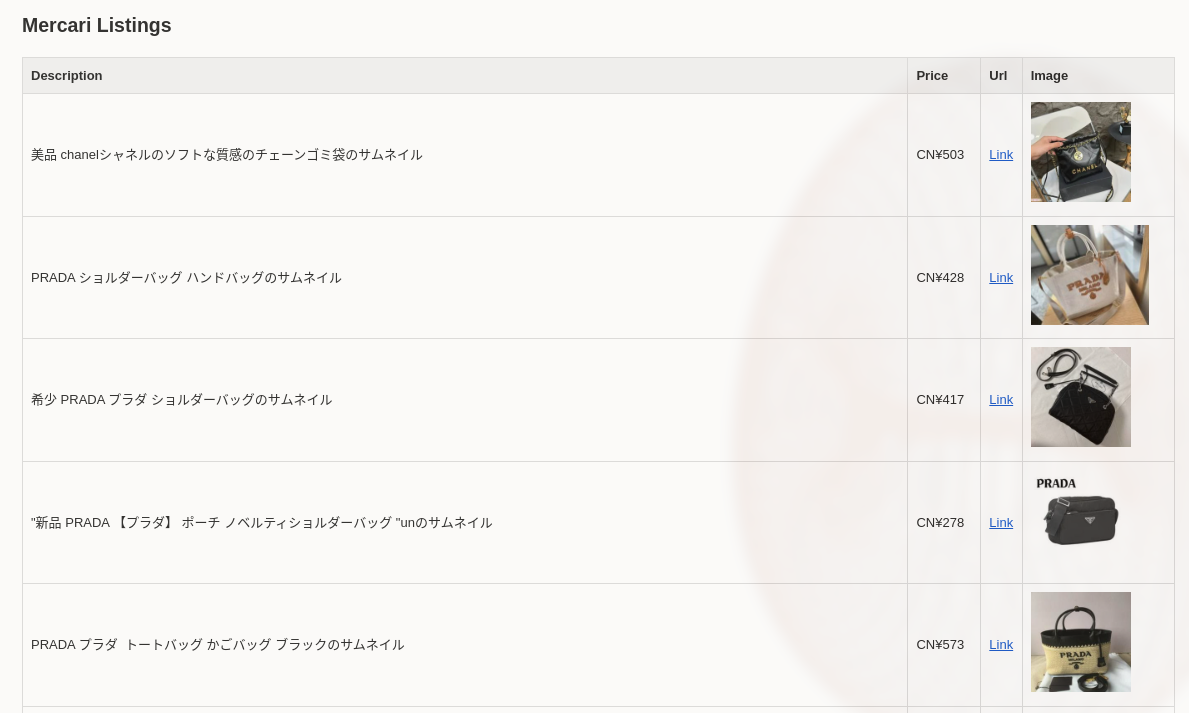 Mercari Listings
Description Price Url Image
美品 chanelシャネルのソフトな質感のチェーンゴミ袋のサムネイル CN¥503 Link
CHANEL
PRADA ショルダーバッグ ハンドバッグのサムネイル CN¥428 Link
PRADA
MILANO
希少 PRADA プラダ ショルダーバッグのサムネイル CN¥417 Link
PRADA
"新品 PRADA 【プラダ】 ポーチ ノベルティショルダーバッグ "unのサムネイル CN¥278 Link
PRADA プラダ  トートバッグ かごバッグ ブラックのサムネイル CN¥573 Link
PRADA
MILANO